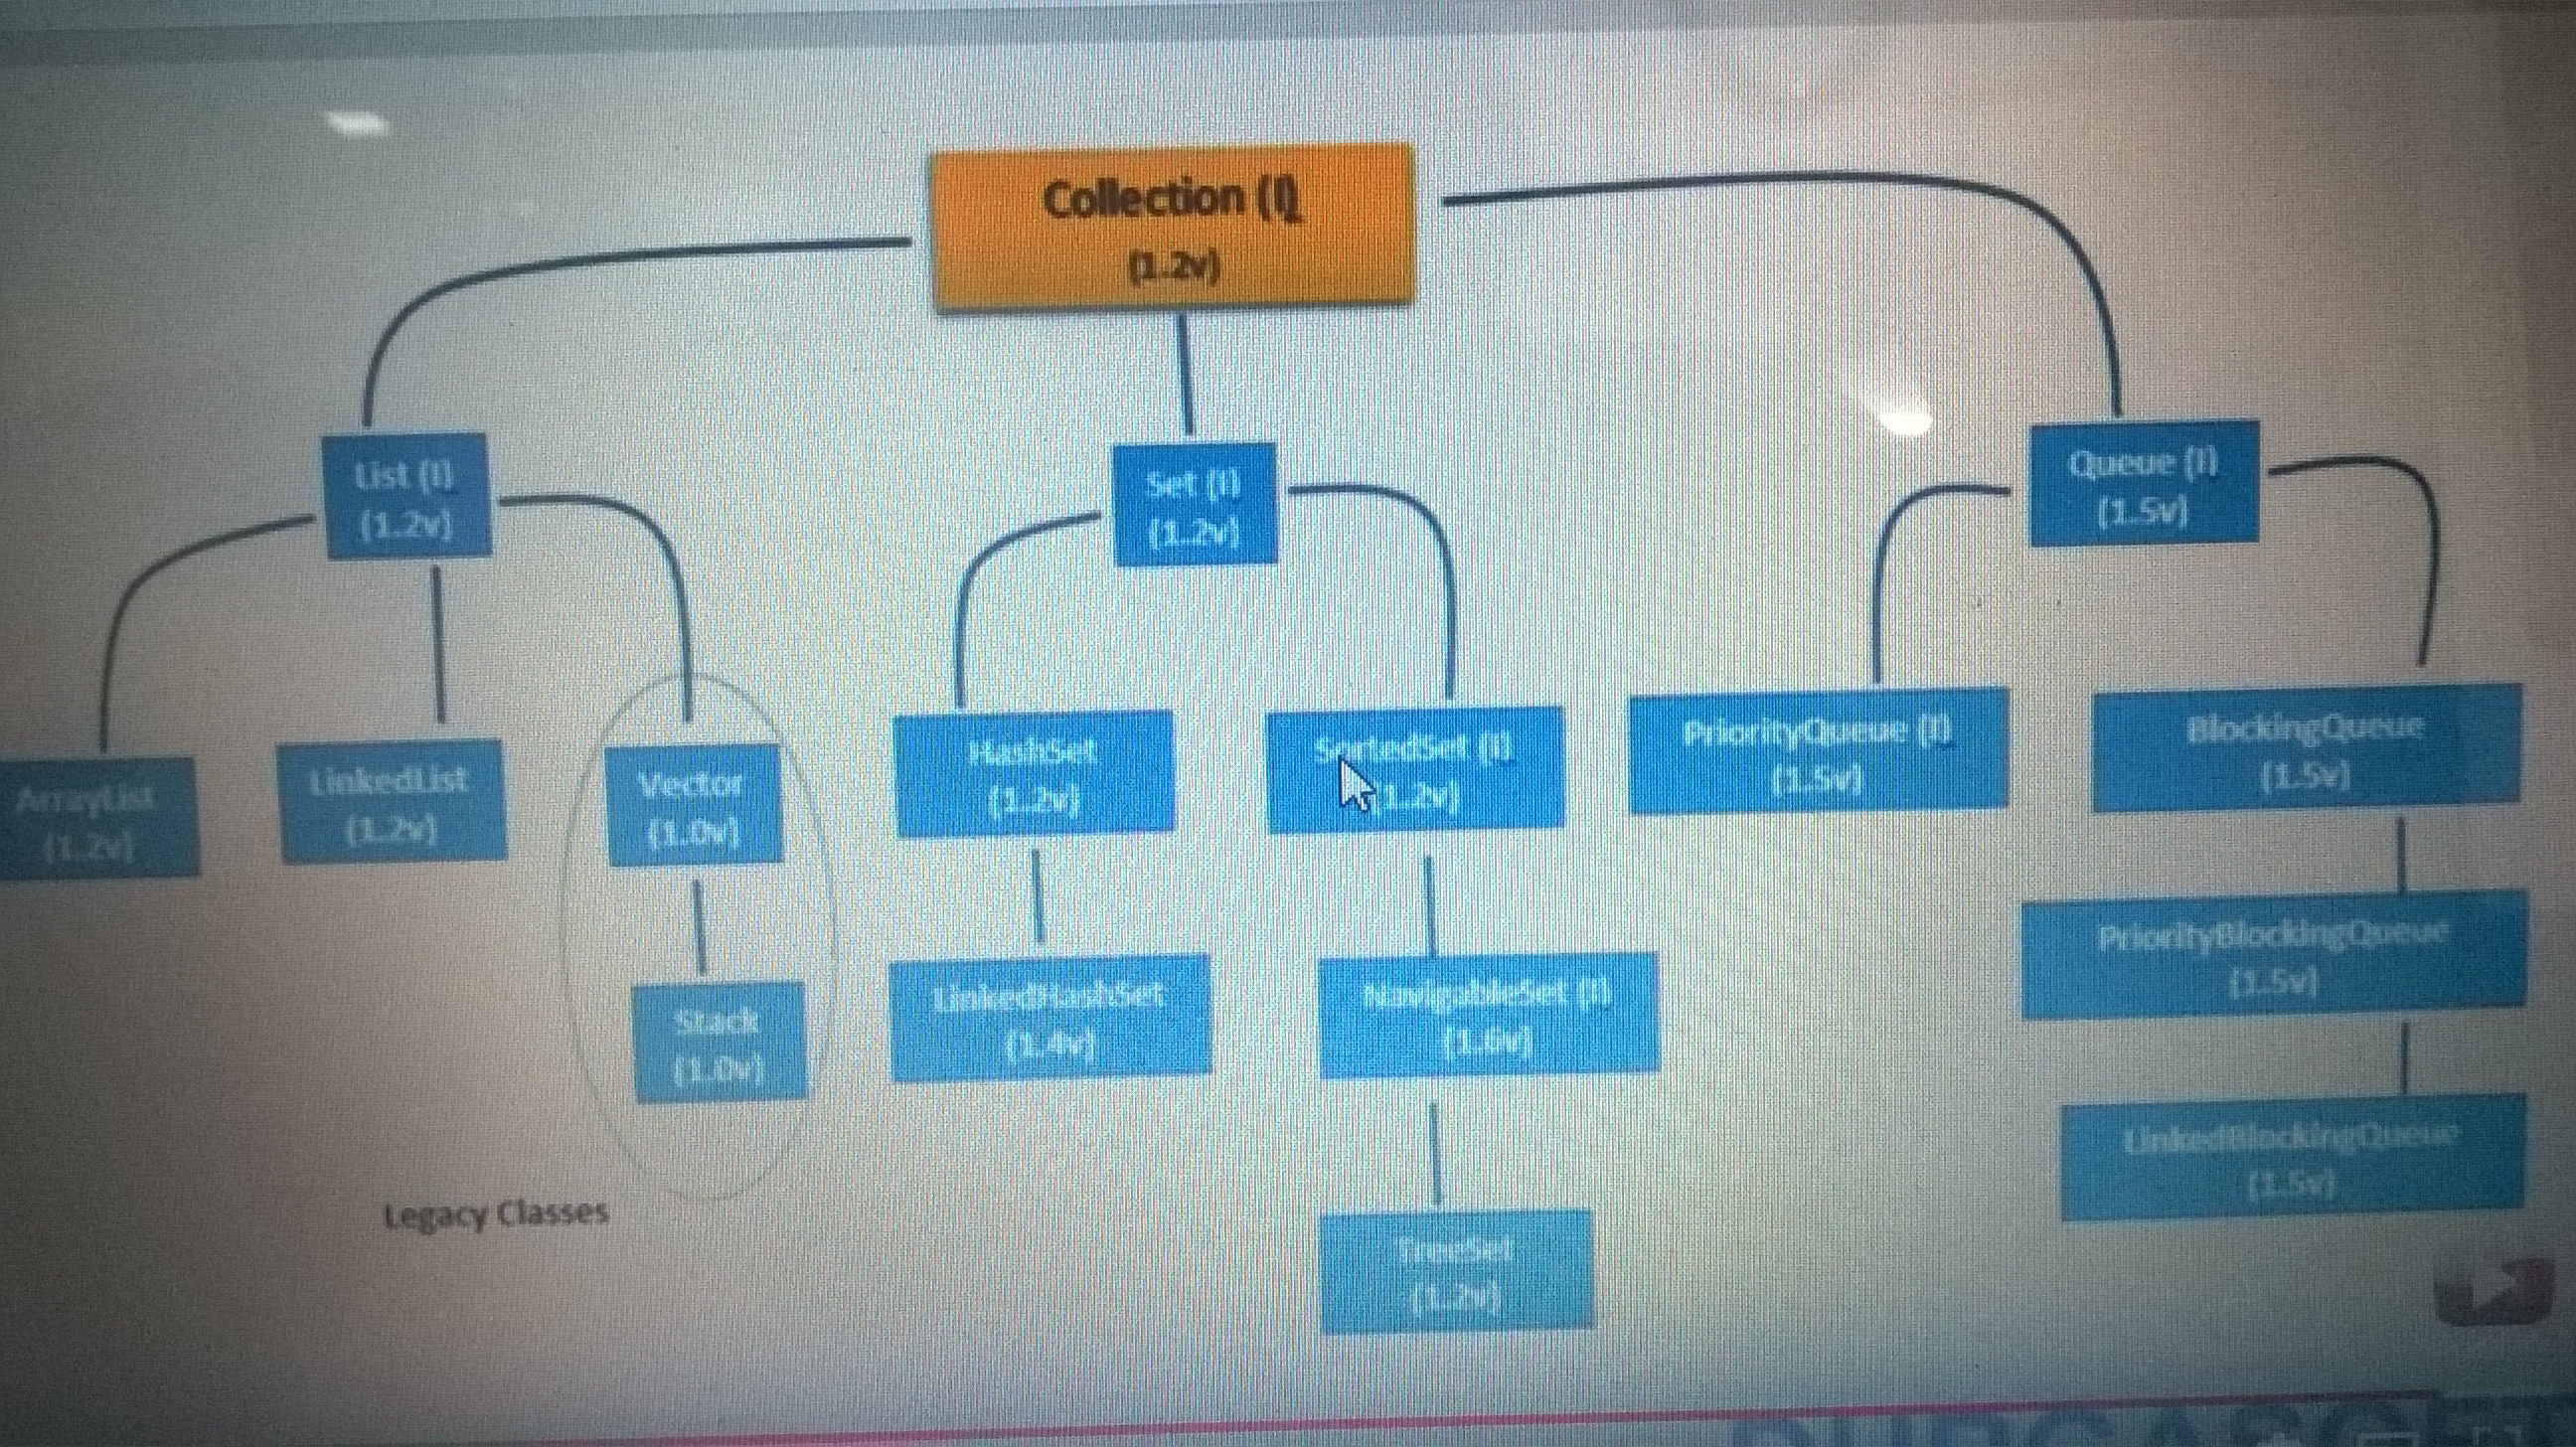 Collection (I)
(1.2v)
List (I)
(1.2v)
Set (I)
(1.2v)
Queue (I)
(1.5v)
ArrayList
(1.2v)
LinkedList
(1.2v)
Vector
(1.0v)
HashSet
(1.2v)
SortedSet (I)
(1.2v)
PriorityQueue (I)
(1.5v)
BlockingQueue
(1.5v)
Stack
(1.0v)
LinkedHashSet
(1.4v)
NavigableSet (I)
(1.6v)
PriorityBlockingQueue
(1.5v)
LinkedBlockingQueue
(1.5v)
Legacy Classes
TreeSet
(1.2v)